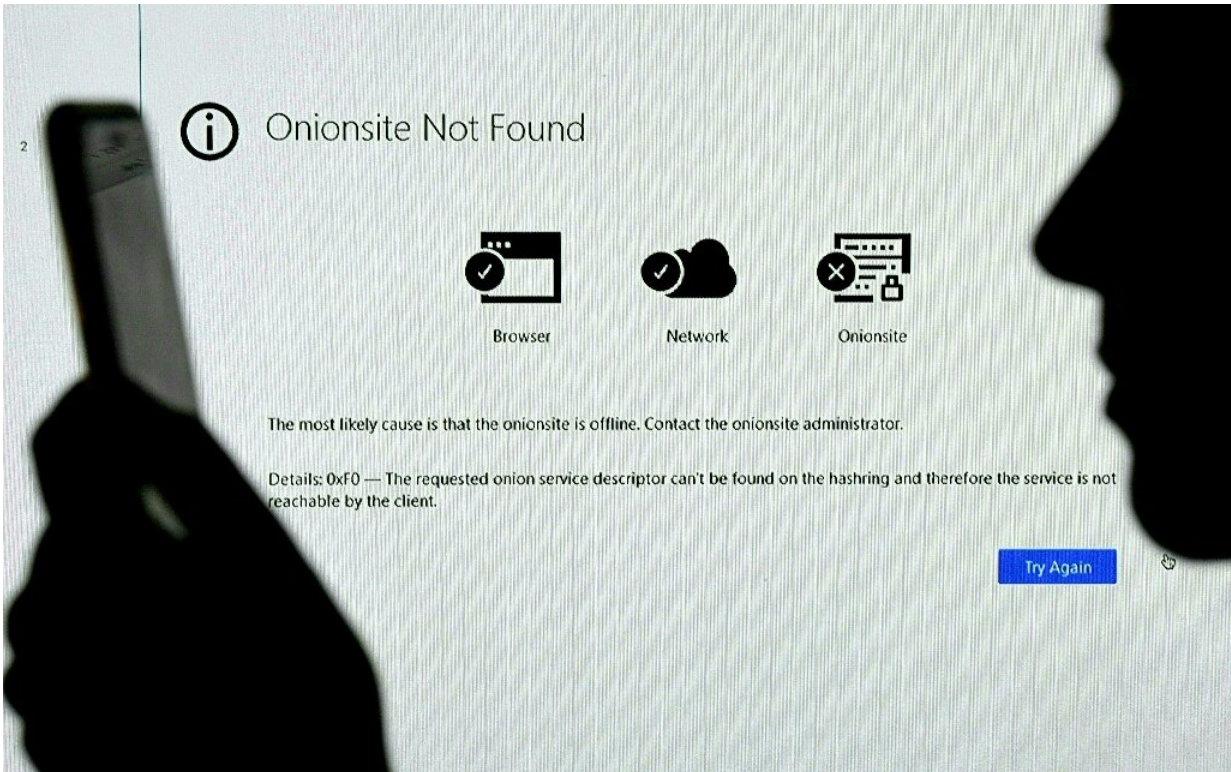 2
Onionsite Not Found
Browser Network Onionsite
The most likely cause is that the onionsite is offline. Contact the onionsite administrator.
Details: 0xF0 — The requested onion service descriptor can't be found on the hashring and therefore the service is not
reachable by the client.
Try Again